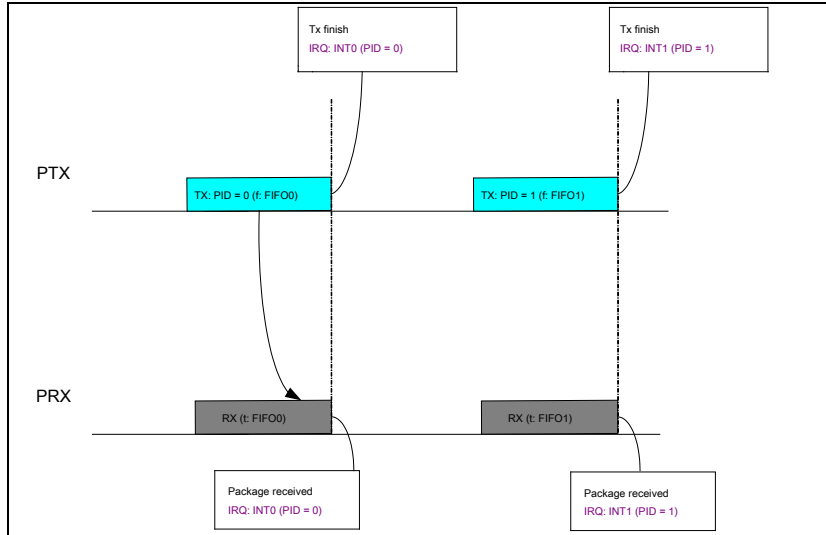 Tx finish
IRQ: INT0 (PID = 0)
Tx finish
IRQ: INT1 (PID = 1)
PTX
TX: PID = 0 (f: FIFO0)
TX: PID = 1 (f: FIFO1)
PRX
RX (t: FIFO0)
RX (t: FIFO1)
Package received
IRQ: INT0 (PID = 0)
Package received
IRQ: INT1 (PID = 1)